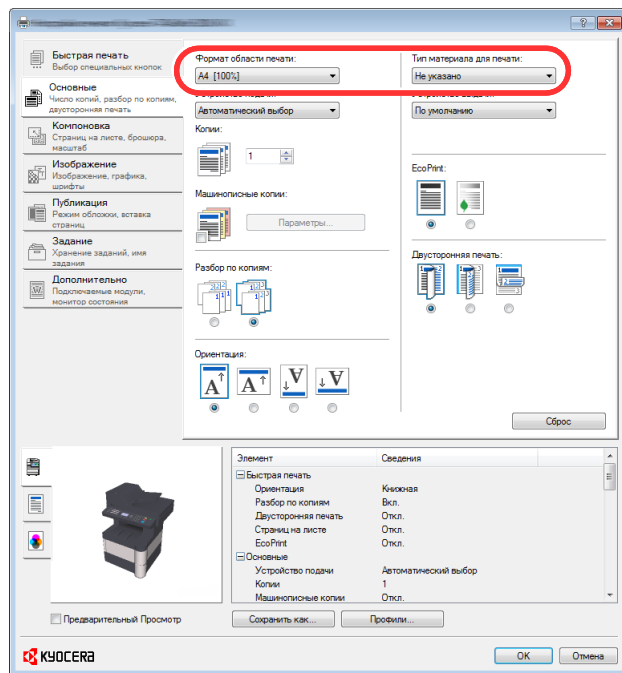 Быстрая печать
Выбор специальных кнопок
Основные
Число копий, разбор по копиям,
двусторонняя печать
Компоновка
Страниц на листе, брошюра,
масштаб
Изображение
Изображение, графика,
шрифты
Публикация
Режим обложки, вставка
страниц
Задание
Хранение заданий, имя
задания
Дополнительно
Подключаемые модули,
монитор состояния
Формат области печати:
A4 [100%]
Автоматический выбор
Копии:
1
Машинописные копии:
Параметры...
Разбор по копиям:
Ориентация:
Тип материала для печати:
Не указано
По умолчанию
EcoPrint:
Двусторонняя печать:
Сброс
Элемент Сведения
Быстрая печать
Ориентация Книжная
Разбор по копиям Вкл.
Двусторонняя печать Откл.
Страниц на листе Откл.
EcoPrint Откл.
Основные
Устройство подачи Автоматический выбор
Копии 1
Машинописные копии Откл.
Предварительный Просмотр
Сохранить как...
Профили...
KYOCERA
OK
Отмена